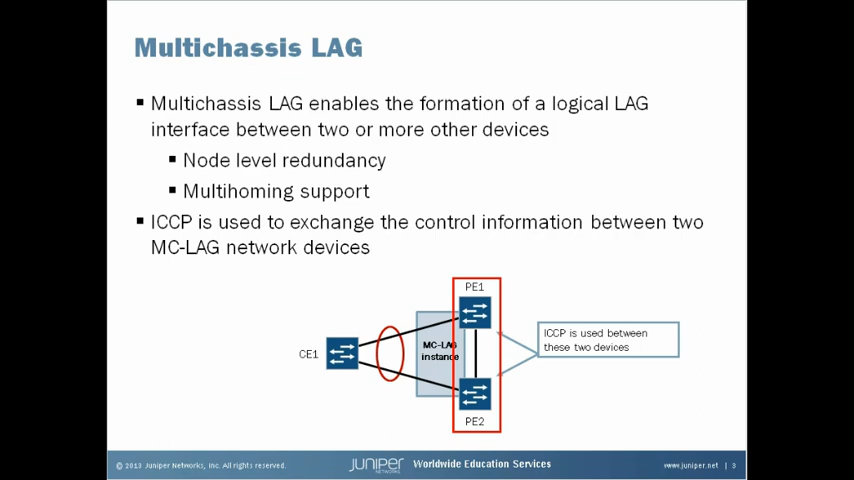 Multichassis LAG
▪ Multichassis LAG enables the formation of a logical LAG
interface between two or more other devices
▪ Node level redundancy
▪ Multihoming support
▪ ICCP is used to exchange the control information between two
MC-LAG network devices
PE1
ICCP is used between
these two devices
MC-LAG
instance
CE1
PE2
© 2013 Juniper Networks, Inc. All rights reserved.
JUNIPER
NETWORKS
Worldwide Education Services
www.juniper.net | 3